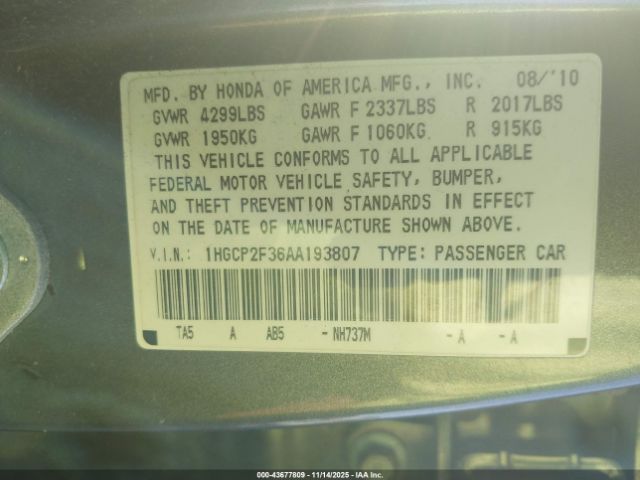 MFD. BY HONDA OF AMERICA MFG., INC. 08/'10
GVWR 4299LBS GAWR F 2337LBS R 2017LBS
GVWR 1950KG GAWR F 1060KG R 915KG
THIS VEHICLE CONFORMS TO ALL APPLICABLE
FEDERAL MOTOR VEHICLE SAFETY, BUMPER,
AND THEFT PREVENTION STANDARDS IN EFFECT
ON THE DATE OF MANUFACTURE SHOWN ABOVE.
V.I.N.: 1HGCP2F36AA193807 TYPE: PASSENGER CAR
TA5 A AB5 - NH737M - A - A
000-43677809 - 11/14/2025 - IAAI, Inc.